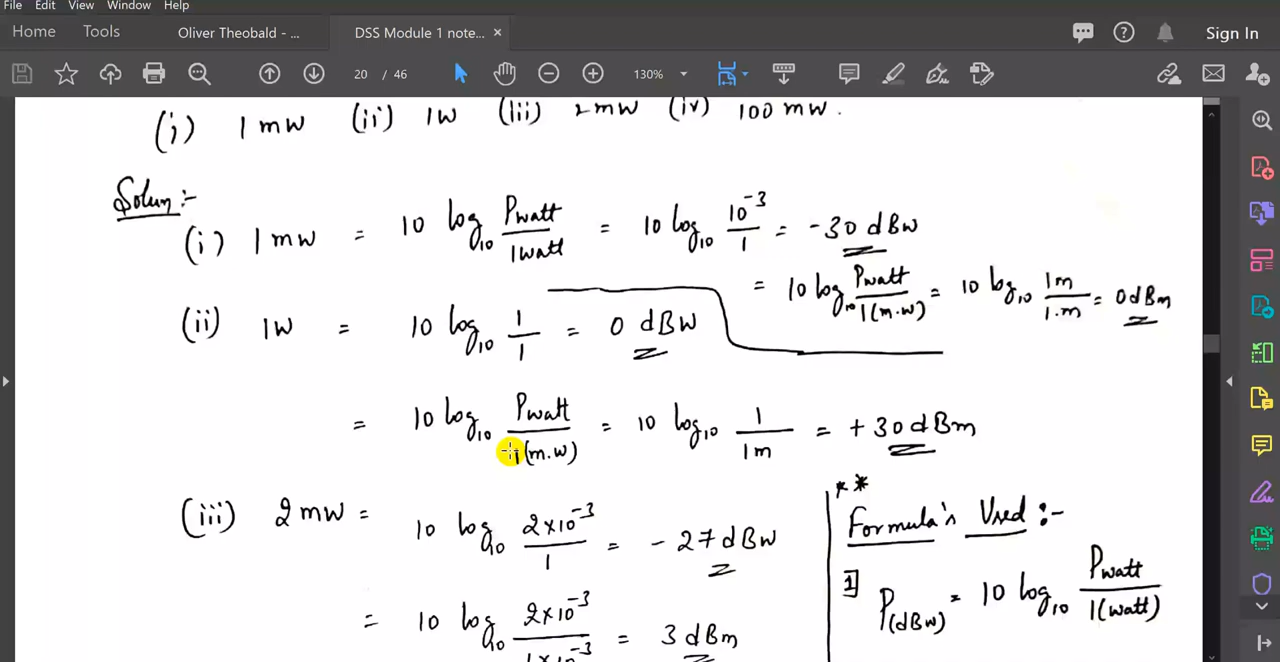 File Edit View Window Help
Home Tools Oliver Theobald - ... DSS Module 1 note... × Sign In
20 / 46 130%
(i) 1 mW (ii) 1W (iii) 2 mW (iv) 100 mW.
Solun:-
(i) 1 mW = 10 log10 Pwatt/1watt = 10 log10 10^-3/1 = -30 dBW
= 10 log10 Pwatt/1(m.W) = 10 log10 1m/1.m = 0 dBm
(ii) 1W = 10 log10 1/1 = 0 dBW
= 10 log10 Pwatt/1(m.W) = 10 log10 1/1m = +30 dBm
(iii) 2 mW = 10 log10 2×10^-3/1 = -27 dBW
= 10 log10 2×10^-3/1×10^-3 = 3 dBm
**
Formula's Used :-
1] P(dBW) = 10 log10 Pwatt/1(watt)